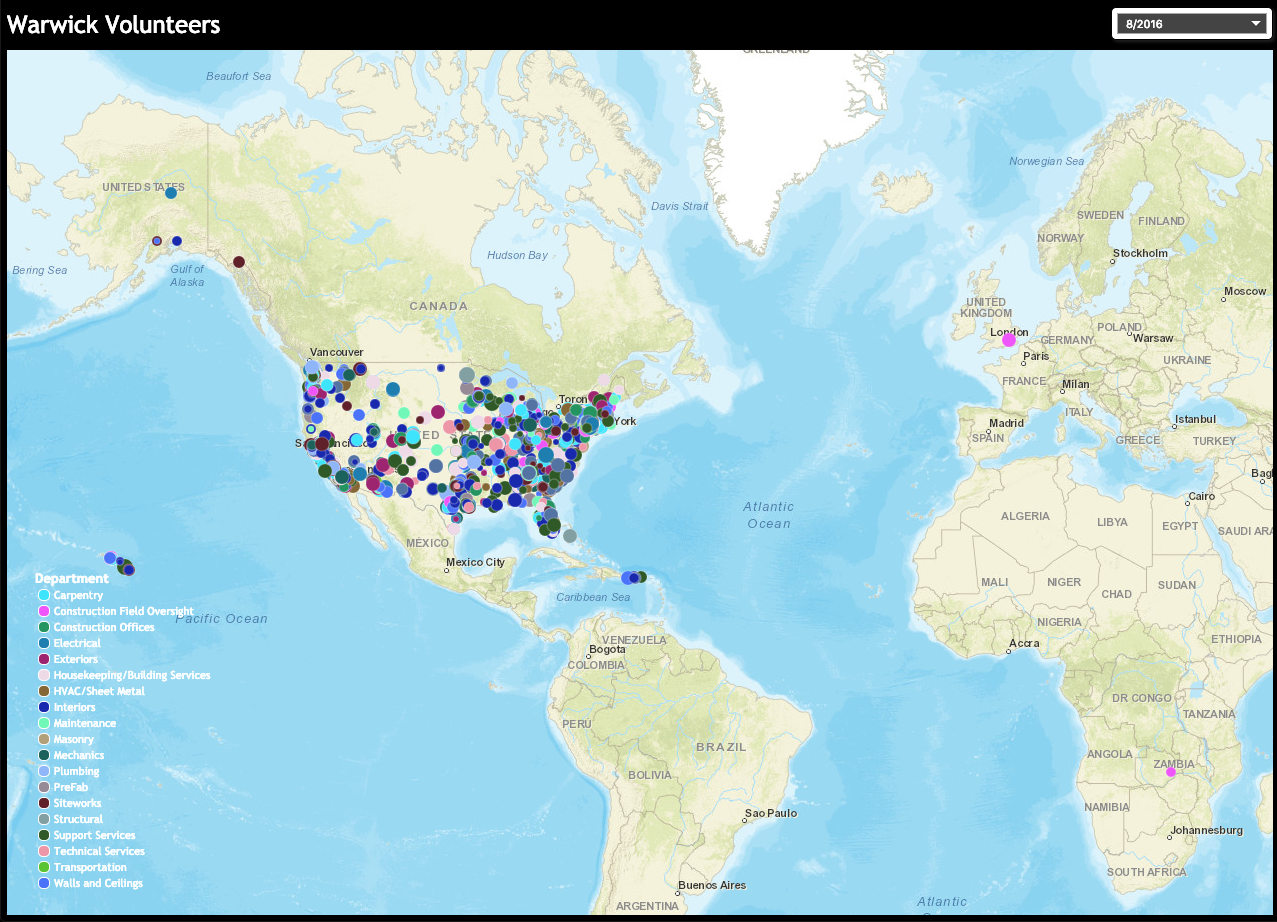 Warwick Volunteers
8/2016
GREENLAND
Beaufort Sea
Norwegian Sea
UNITED STATES
Davis Strait
SWEDEN
FINLAND
NORWAY
Hudson Bay
Stockholm
Bering Sea
Gulf of
Alaska
Moscow
CANADA
UNITED
KINGDOM
London
POLAND
Warsaw
GERMANY
Vancouver
Paris
UKRAINE
FRANCE
Milan
Toron
York
ITALY
Istanbul
Madrid
SPAIN
GREECE
TURKEY
Bagh
Cairo
Atlantic
Ocean
ALGERIA
LIBYA
EGYPT
SAUDI ARA
MÉXICO
Mexico City
MALI
NIGER
SUDAN
CHAD
Caribbean Sea
Pacific Ocean
NIGERIA
VENEZUELA
Bogota
COLOMBIA
Accra
ETHIOPIA
DR CONGO
TANZANIA
PERU
BRAZIL
ANGOLA
ZAMBIA
BOLIVIA
NAMIBIA
Sao Paulo
Johannesburg
SOUTH AFRICA
Buenos Aires
ARGENTINA
Atlantic
Department
Carpentry
Construction Field Oversight
Construction Offices
Electrical
Exteriors
Housekeeping/Building Services
HVAC/Sheet Metal
Interiors
Maintenance
Masonry
Mechanics
Plumbing
PreFab
Siteworks
Structural
Support Services
Technical Services
Transportation
Walls and Ceilings